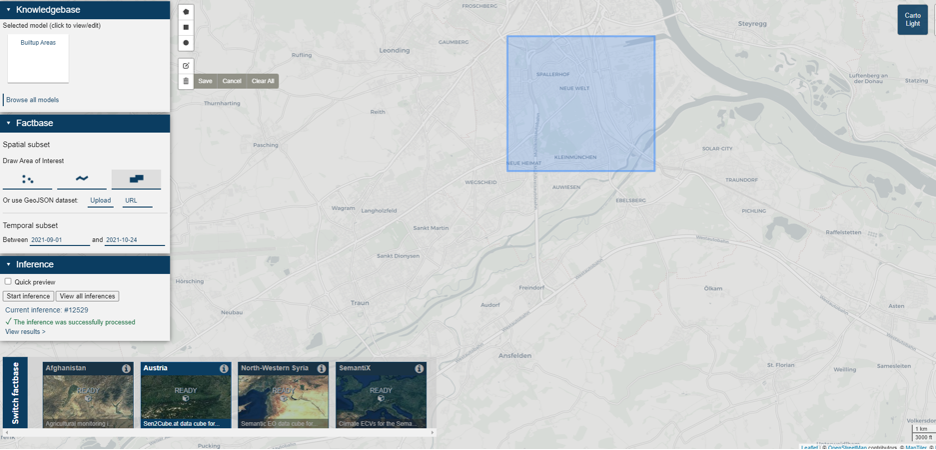 Knowledgebase
Selected model (click to view/edit)
Builtup Areas
Browse all models
Factbase
Spatial subset
Draw Area of Interest
Or use GeoJSON dataset: Upload URL
Temporal subset
Between 2021-09-01 and 2021-10-24
Inference
Quick preview
Start inference View all inferences
Current inference: #12529
✓ The inference was successfully processed
View results >
Save Cancel Clear All
Carto
Light
FROSCHBERG
Steyregg
GAUMBERG
Leonding
Rufling
SPALLERHOF
NEUE WELT
Luftenberg an
der Donau
Statzing
Thurnharting
Reith
Pasching
SOLAR-CITY
NEUE HEIMAT
KLEINMÜNCHEN
WEGSCHEID
AUWIESEN
TRAUNDORF
EBELSBERG
Wagram
Langholzfeld
PICHLING
Sankt Martin
Raffelstetten
Sankt Dionysen
Hörsching
Freindorf
Ölkam
Traun
Audorf
Asten
Neubau
Ansfelden
St. Florian
Weilling
Samesleiten
Volkersdorf
Pucking
Switch factbase
Afghanistan
READY
Agricultural monitoring i...
Austria
READY
Sen2Cube.at data cube for...
North-Western Syria
READY
Semantic EO data cube for...
SemantiX
READY
Climate ECVs for the Sema...
1 km
3000 ft
Leaflet | © OpenStreetMap contributors, © MapTiler, ©